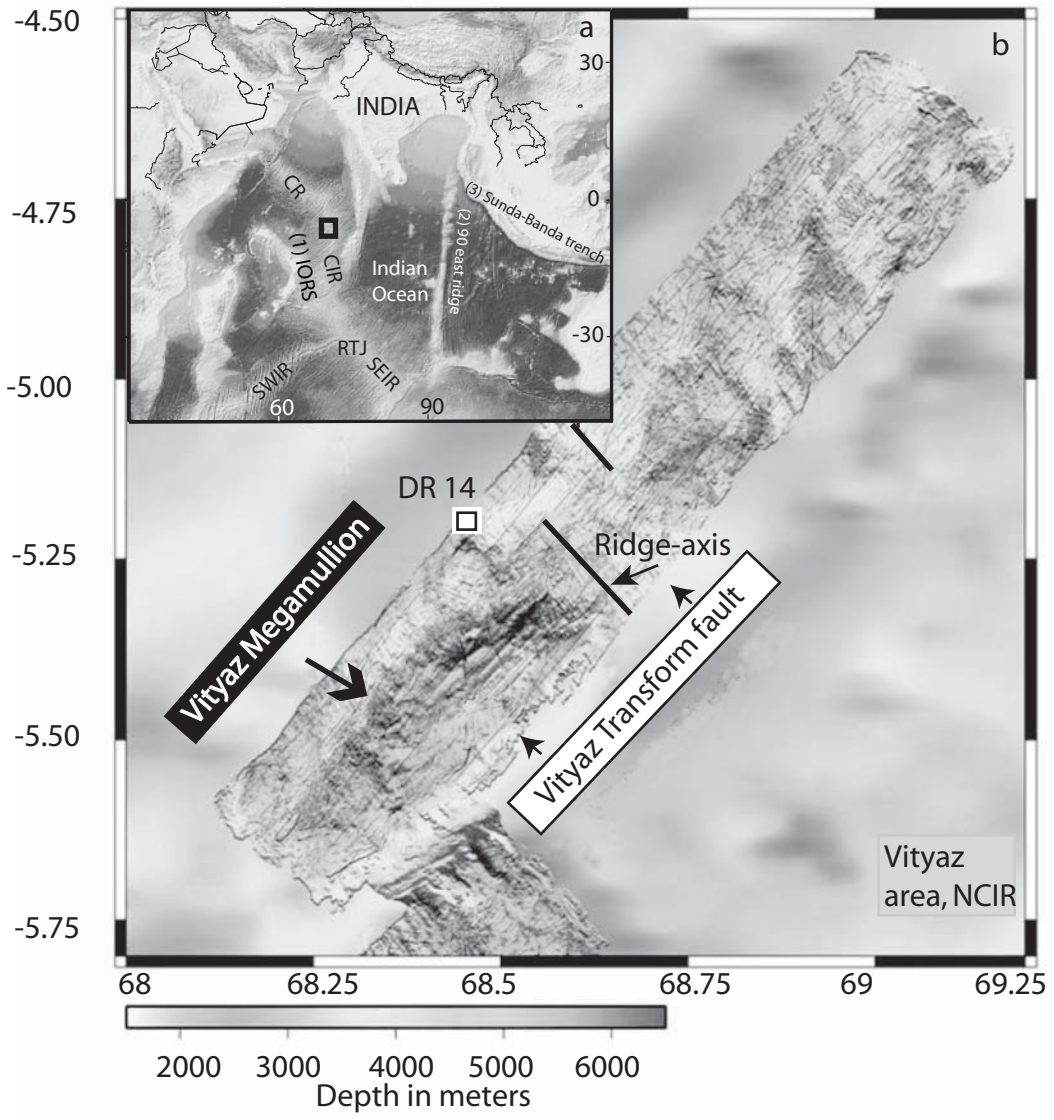 -4.50
-4.75
-5.00
-5.25
-5.50
-5.75
a
30
INDIA
CR
0
(3) Sunda-Banda trench
(2) 90 east ridge
(1) IORS
CIR
Indian
Ocean
-30
RTJ
SWIR
SEIR
60
90
b
DR 14
Ridge-axis
Vityaz Megamullion
Vityaz Transform fault
Vityaz
area, NCIR
68
68.25
68.5
68.75
69
69.25
2000
3000
4000
5000
6000
Depth in meters